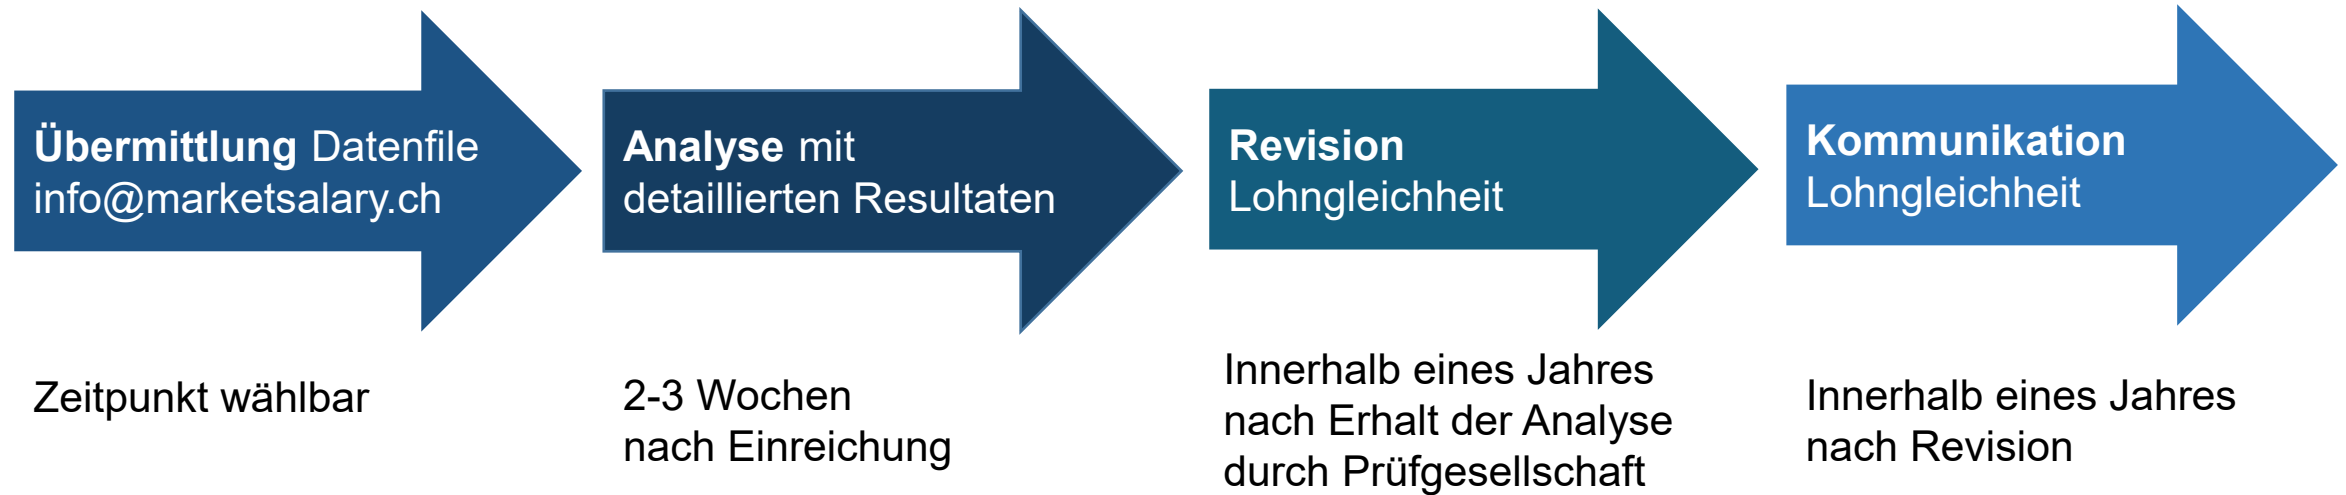 Übermittlung Datenfile
info@marketsalary.ch
Zeitpunkt wählbar
Analyse mit
detaillierten Resultaten
2-3 Wochen
nach Einreichung
Revision
Lohngleichheit
Innerhalb eines Jahres
nach Erhalt der Analyse
durch Prüfgesellschaft
Kommunikation
Lohngleichheit
Innerhalb eines Jahres
nach Revision